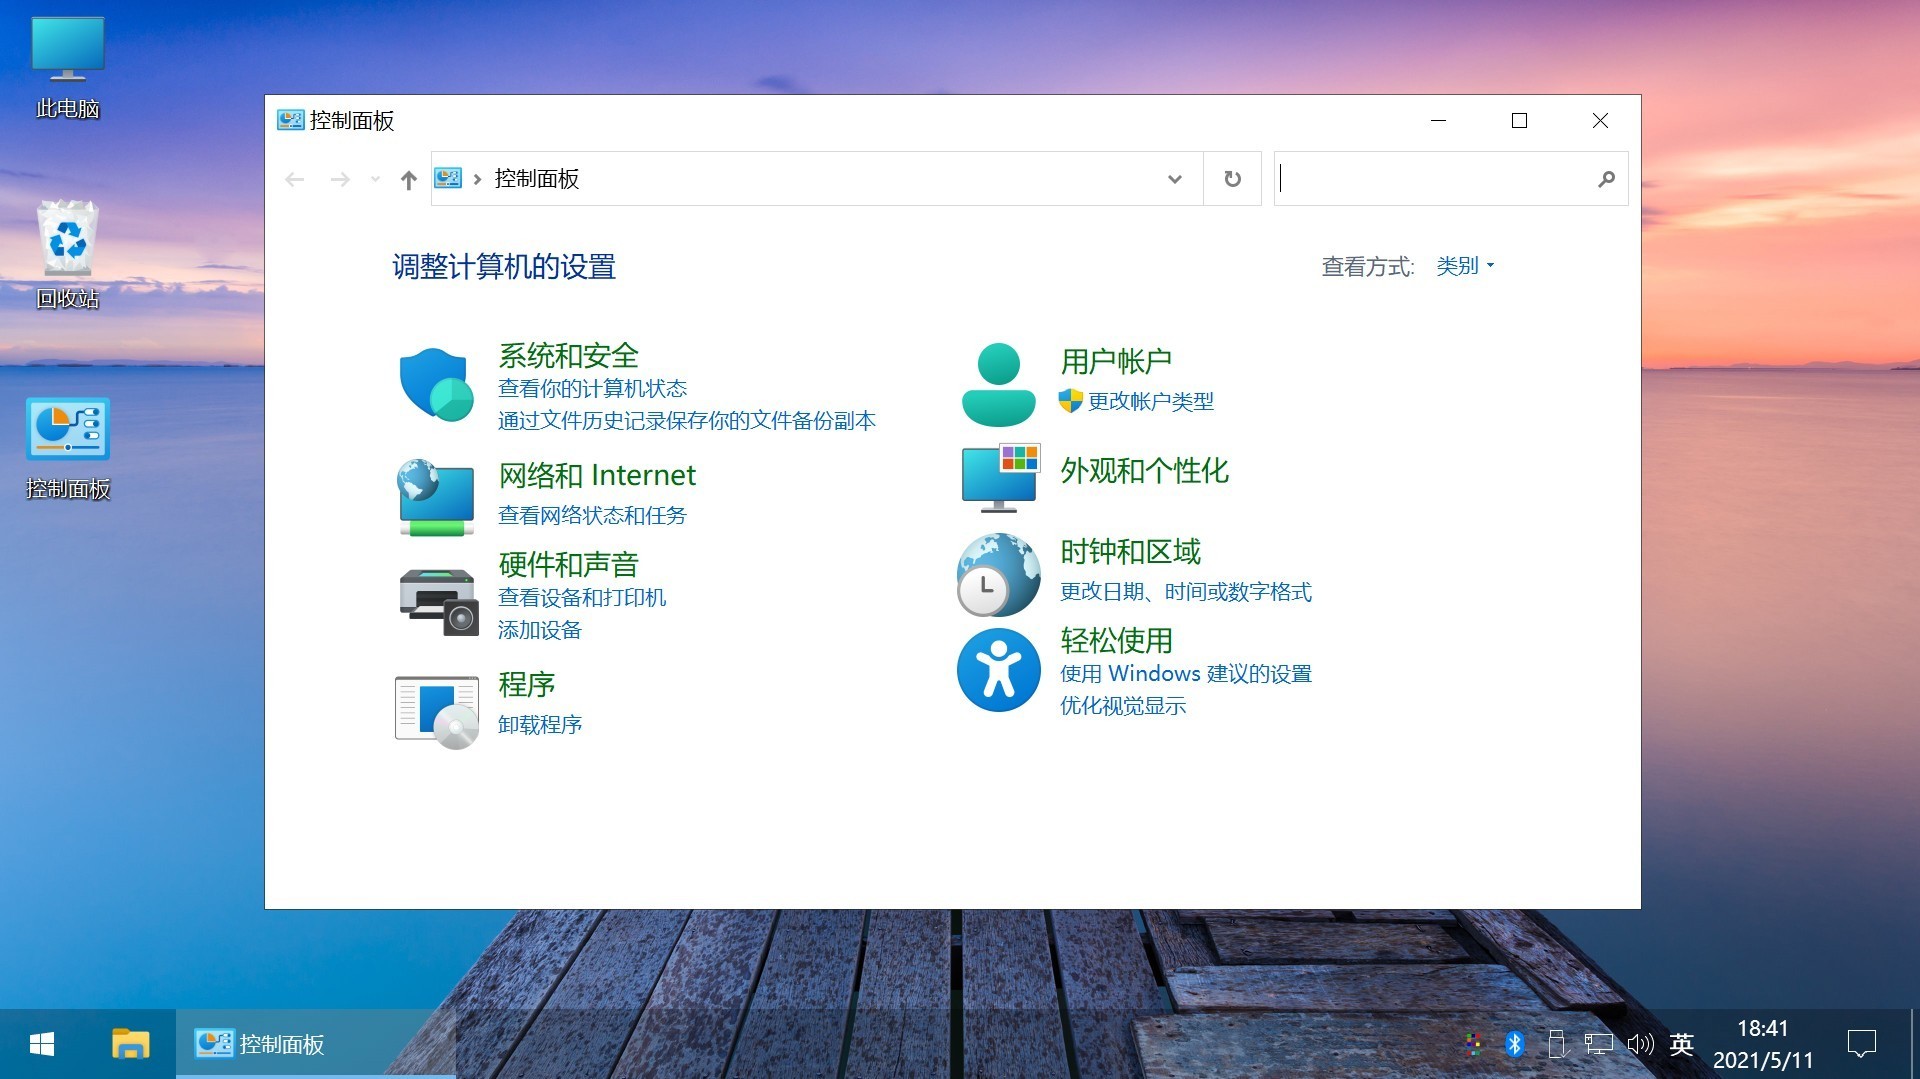 此电脑
回收站
控制面板
控制面板
控制面板
调整计算机的设置
查看方式: 类别
系统和安全
查看你的计算机状态
通过文件历史记录保存你的文件备份副本
网络和 Internet
查看网络状态和任务
硬件和声音
查看设备和打印机
添加设备
程序
卸载程序
用户帐户
更改帐户类型
外观和个性化
时钟和区域
更改日期、时间或数字格式
轻松使用
使用 Windows 建议的设置
优化视觉显示
控制面板
英
18:41
2021/5/11